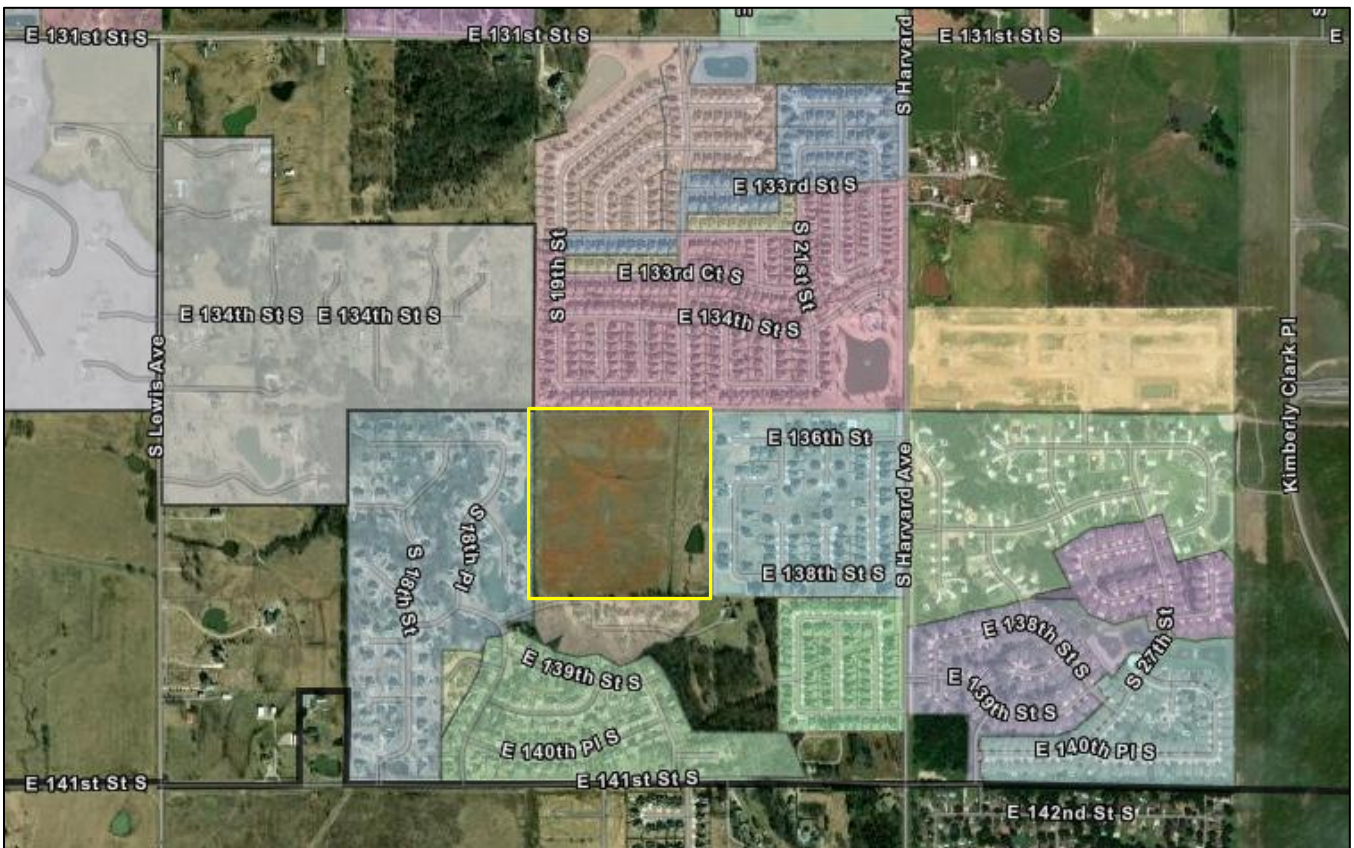 E 131st St S
E 131st St S
E 131st St S
E
S Harvard
E 133rd St S
S 19th St
S 21st St
E 133rd Ct S
E 134th St S
E 134th St S
E 134th St S
S Lewis Ave
Kimberly Clark Pl
E 136th St
S Harvard Ave
S 18th Pl
S 18th St
E 138th St S
E 138th St S
S 27th St
E 139th St S
E 139th St S
E 140th Pl S
E 140th Pl S
E 141st St S
E 141st St S
E 142nd St S